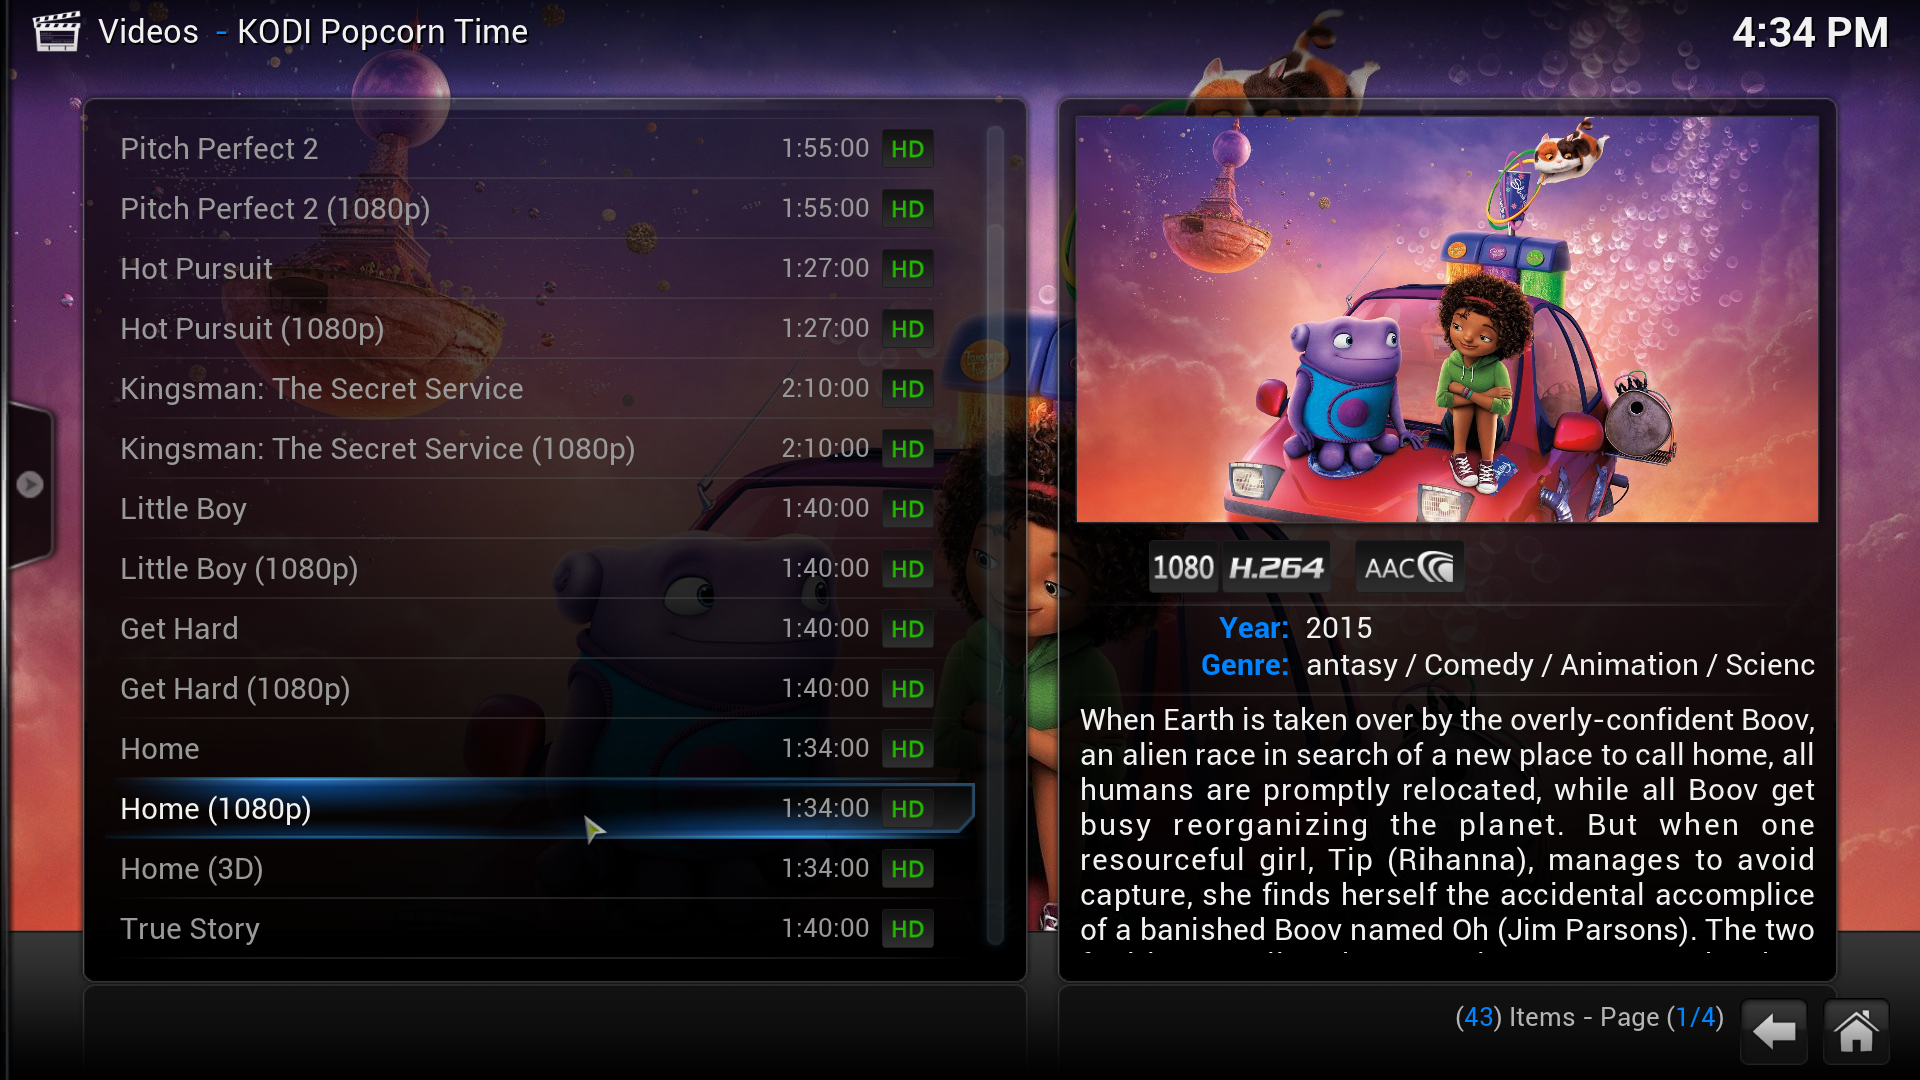 Videos - KODI Popcorn Time
4:34 PM
Pitch Perfect 2 1:55:00 HD
Pitch Perfect 2 (1080p) 1:55:00 HD
Hot Pursuit 1:27:00 HD
Hot Pursuit (1080p) 1:27:00 HD
Kingsman: The Secret Service 2:10:00 HD
Kingsman: The Secret Service (1080p) 2:10:00 HD
Little Boy 1:40:00 HD
Little Boy (1080p) 1:40:00 HD
Get Hard 1:40:00 HD
Get Hard (1080p) 1:40:00 HD
Home 1:34:00 HD
Home (1080p) 1:34:00 HD
Home (3D) 1:34:00 HD
True Story 1:40:00 HD
1080 H.264 AAC
Year: 2015
Genre: antasy / Comedy / Animation / Scienc
When Earth is taken over by the overly-confident Boov,
an alien race in search of a new place to call home, all
humans are promptly relocated, while all Boov get
busy reorganizing the planet. But when one
resourceful girl, Tip (Rihanna), manages to avoid
capture, she finds herself the accidental accomplice
of a banished Boov named Oh (Jim Parsons). The two
(43) Items - Page (1/4)